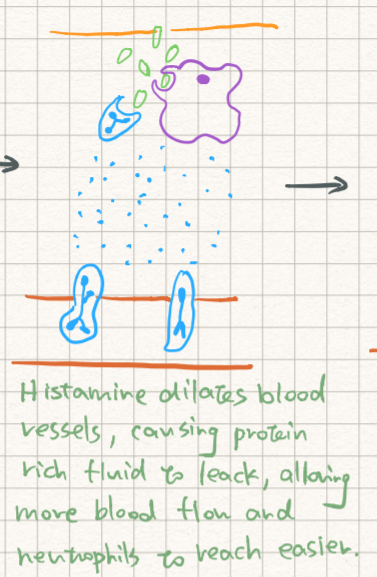 Histamine dilates blood
vessels, causing protein
rich fluid to leack, allowing
more blood flow and
neutrophils to reach easier.